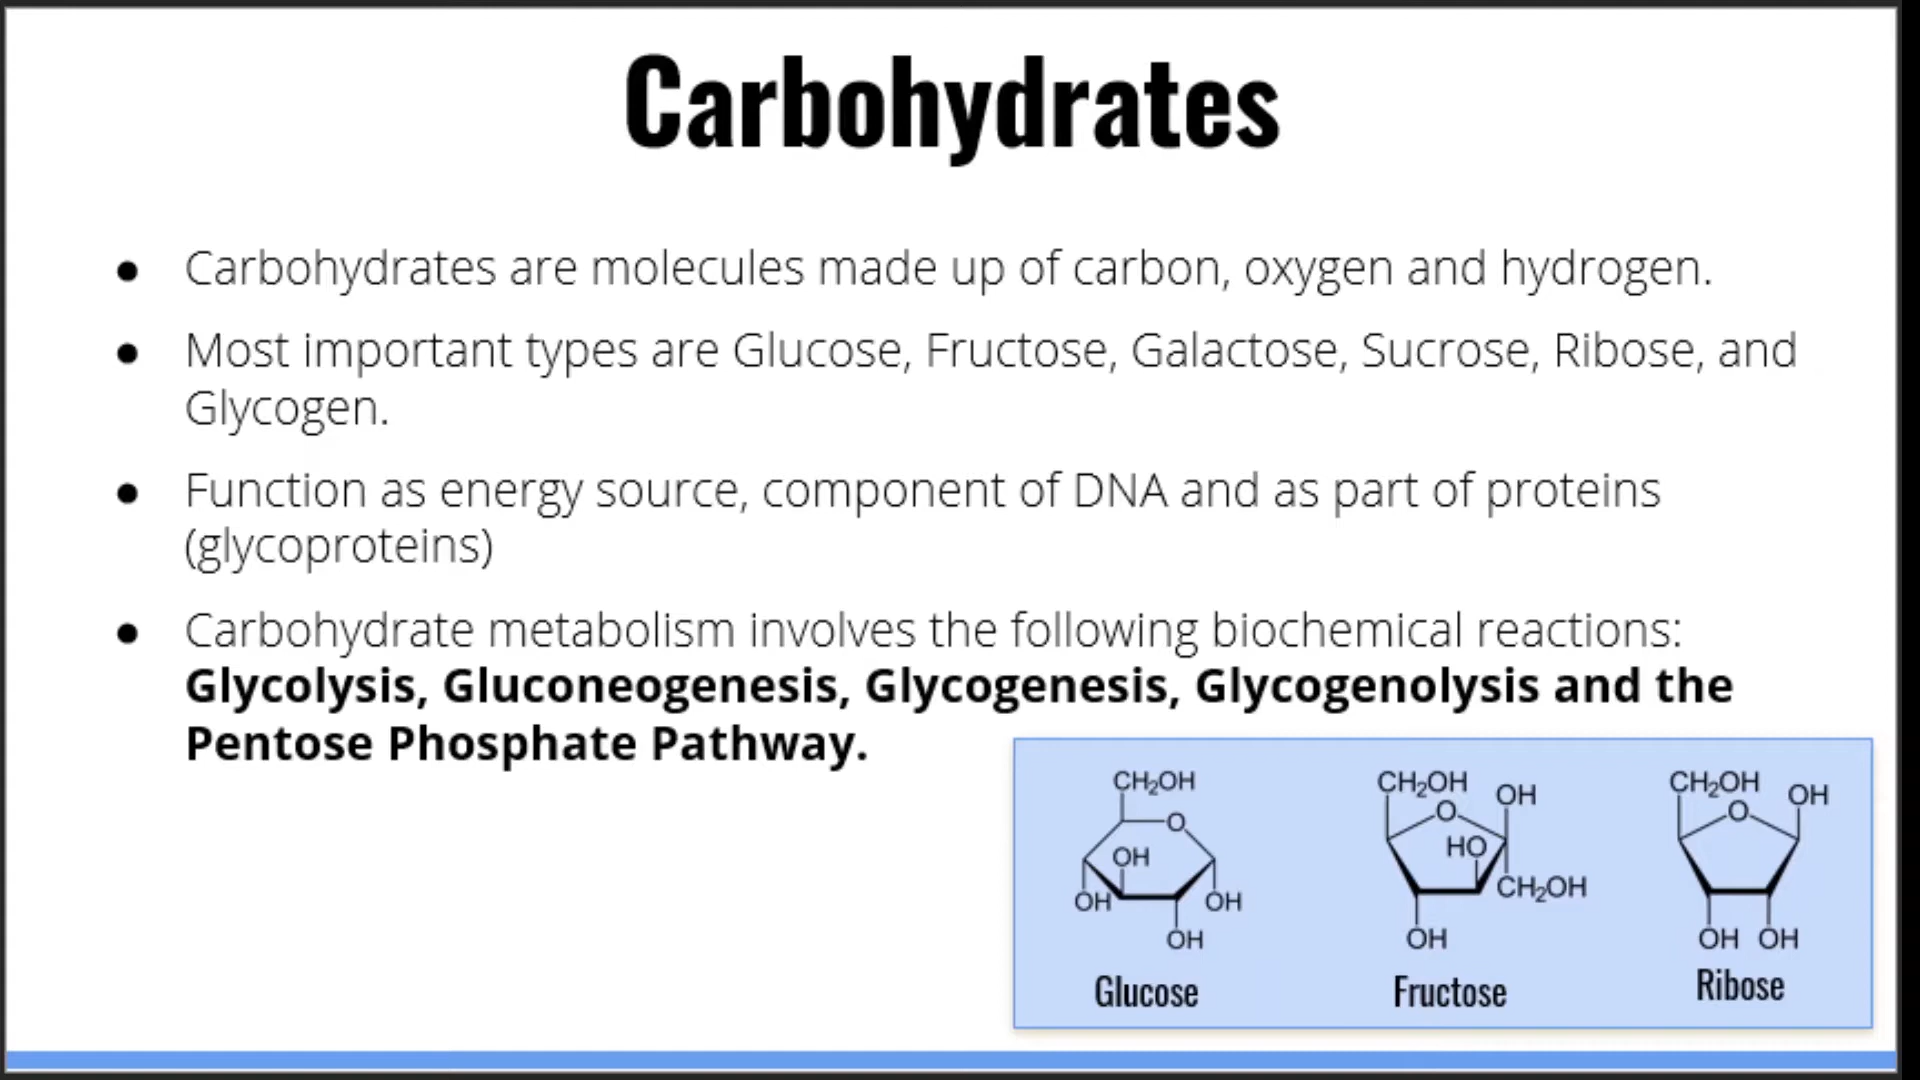 Carbohydrates
● Carbohydrates are molecules made up of carbon, oxygen and hydrogen.
● Most important types are Glucose, Fructose, Galactose, Sucrose, Ribose, and
Glycogen.
● Function as energy source, component of DNA and as part of proteins
(glycoproteins)
● Carbohydrate metabolism involves the following biochemical reactions:
Glycolysis, Gluconeogenesis, Glycogenesis, Glycogenolysis and the
Pentose Phosphate Pathway.
CH₂OH
O
OH
OH
OH
OH
Glucose
CH₂OH
OH
O
HO
CH₂OH
OH
Fructose
CH₂OH
OH
O
OH OH
Ribose